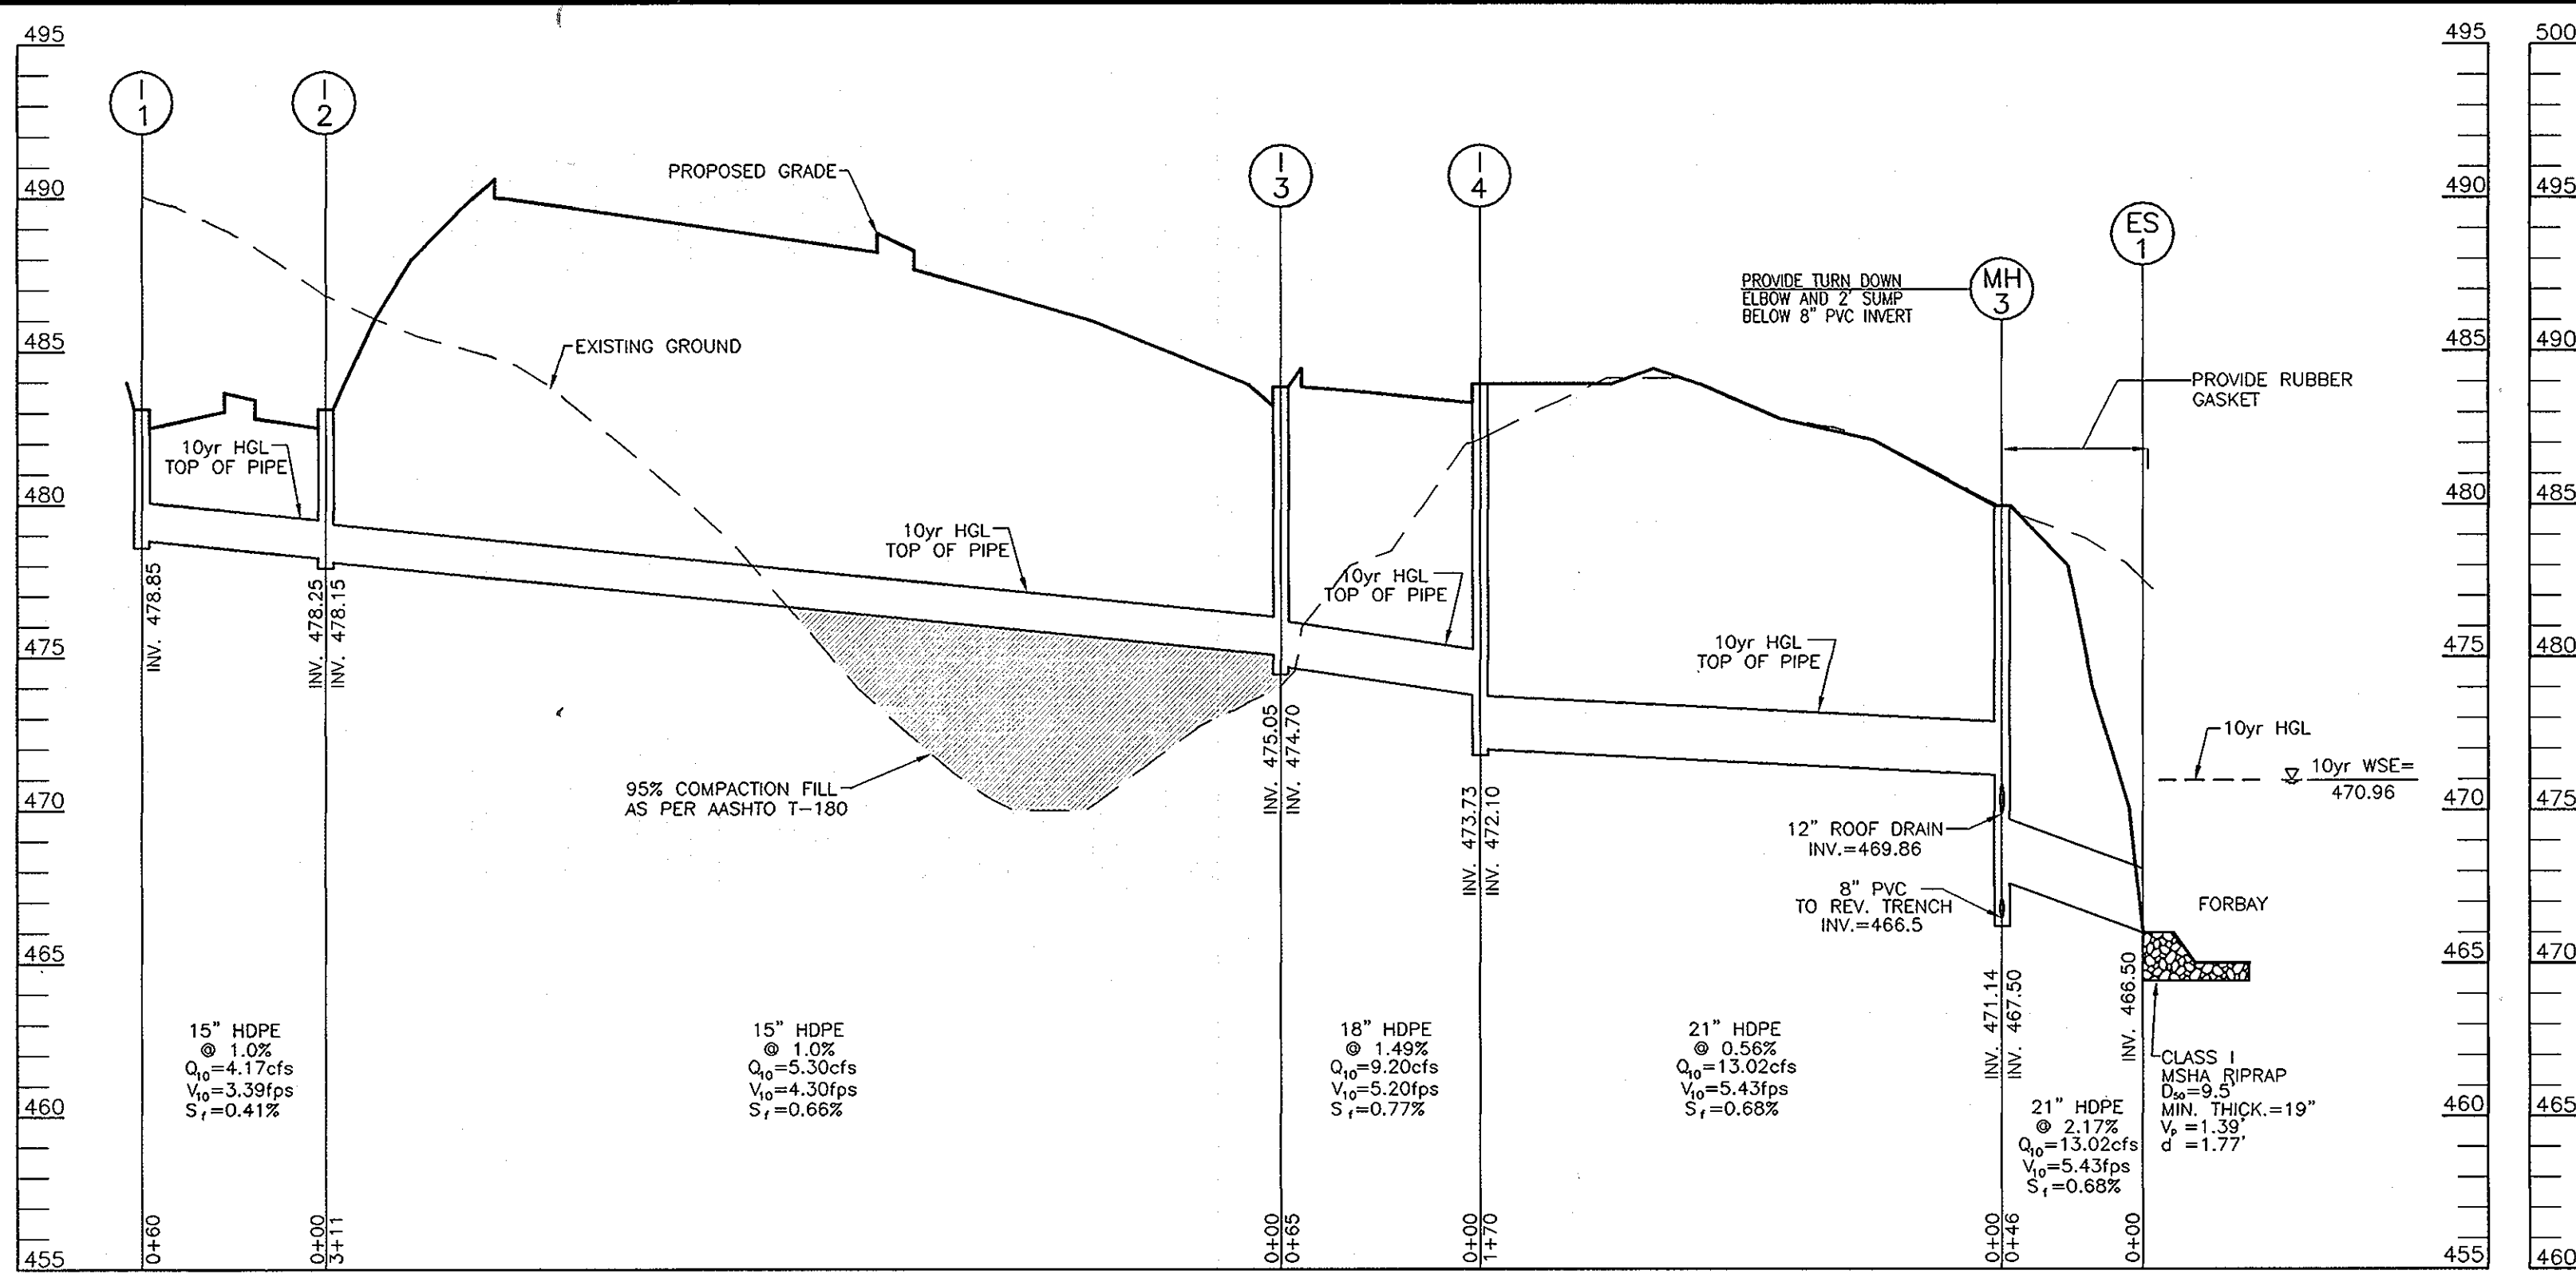 495
490
485
480
475
470
465
460
455
I
1
I
2
PROPOSED GRADE
EXISTING GROUND
10yr HGL
TOP OF PIPE
10yr HGL
TOP OF PIPE
95% COMPACTION FILL
AS PER AASHTO T-180
INV. 478.85
INV. 478.25
INV. 478.15
I
3
I
4
10yr HGL
TOP OF PIPE
10yr HGL
TOP OF PIPE
INV. 475.05
INV. 474.70
INV. 473.73
INV. 472.10
PROVIDE TURN DOWN
ELBOW AND 2' SUMP
BELOW 8" PVC INVERT
MH
3
ES
1
PROVIDE RUBBER
GASKET
10yr HGL
10yr WSE=
470.96
12" ROOF DRAIN
INV.=469.86
8" PVC
TO REV. TRENCH
INV.=466.5
FORBAY
INV. 471.14
INV. 467.50
INV. 466.50
15" HDPE
@ 1.0%
Q10=4.17cfs
V10=3.39fps
Sf=0.41%
15" HDPE
@ 1.0%
Q10=5.30cfs
V10=4.30fps
Sf=0.66%
18" HDPE
@ 1.49%
Q10=9.20cfs
V10=5.20fps
Sf=0.77%
21" HDPE
@ 0.56%
Q10=13.02cfs
V10=5.43fps
Sf=0.68%
21" HDPE
@ 2.17%
Q10=13.02cfs
V10=5.43fps
Sf=0.68%
CLASS I
MSHA RIPRAP
D50=9.5"
MIN. THICK.=19"
Vp =1.39'
d =1.77'
0+60
0+00
3+11
0+00
0+65
0+00
1+70
0+00
0+46
0+00
495
490
485
480
475
470
465
460
455
500
495
490
485
480
475
470
465
460